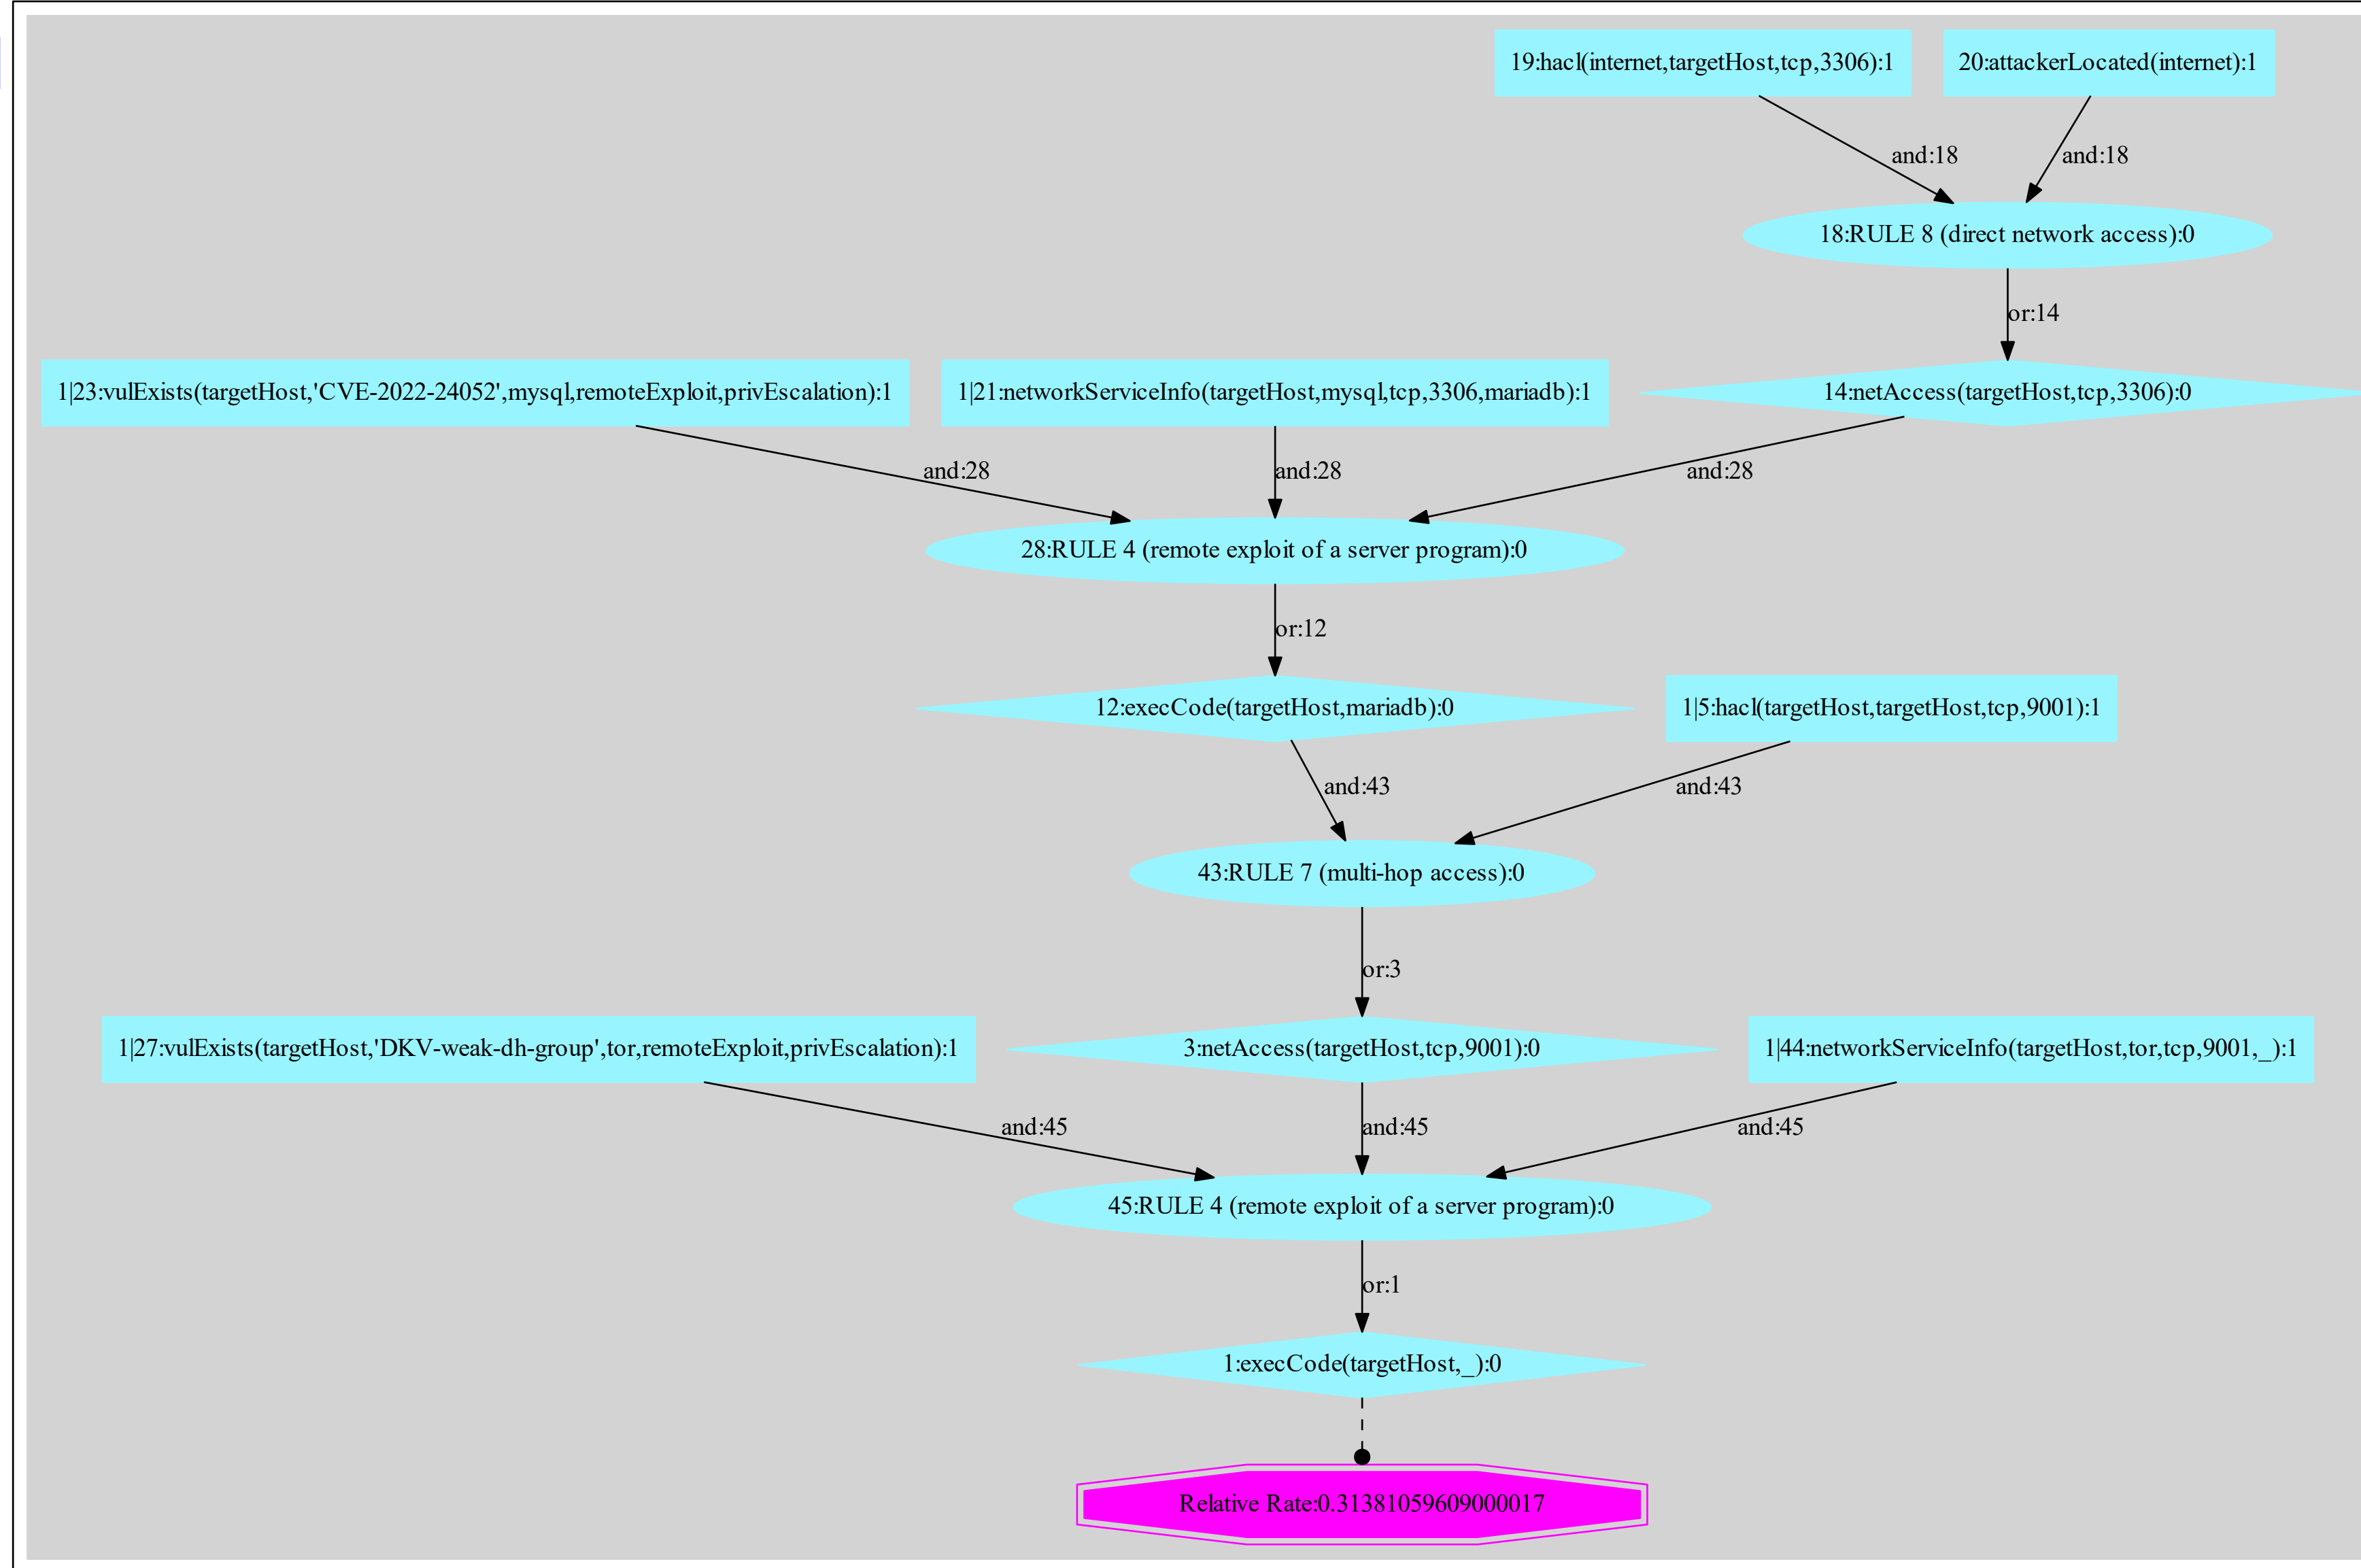 19:hacl(internet,targetHost,tcp,3306):1
20:attackerLocated(internet):1
and:18
and:18
18:RULE 8 (direct network access):0
or:14
1|23:vulExists(targetHost,'CVE-2022-24052',mysql,remoteExploit,privEscalation):1
1|21:networkServiceInfo(targetHost,mysql,tcp,3306,mariadb):1
14:netAccess(targetHost,tcp,3306):0
and:28
and:28
and:28
28:RULE 4 (remote exploit of a server program):0
or:12
12:execCode(targetHost,mariadb):0
1|5:hacl(targetHost,targetHost,tcp,9001):1
and:43
and:43
43:RULE 7 (multi-hop access):0
or:3
1|27:vulExists(targetHost,'DKV-weak-dh-group',tor,remoteExploit,privEscalation):1
3:netAccess(targetHost,tcp,9001):0
1|44:networkServiceInfo(targetHost,tor,tcp,9001,_):1
and:45
and:45
and:45
45:RULE 4 (remote exploit of a server program):0
or:1
1:execCode(targetHost,_):0
Relative Rate:0.31381059609000017